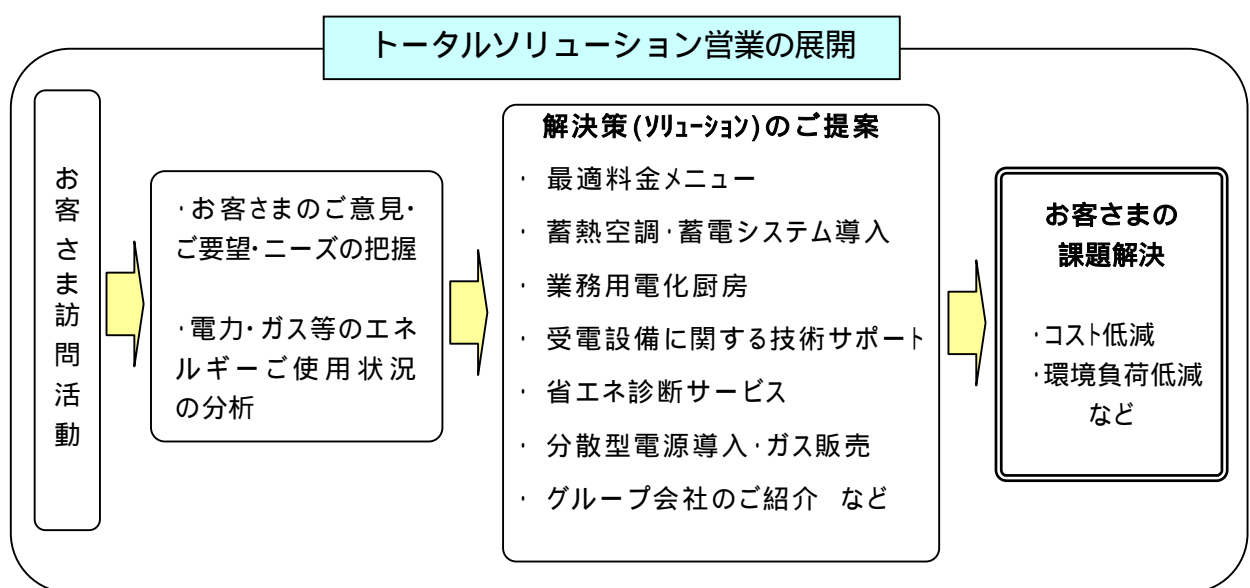 トータルソリューション営業の展開
お客さま訪問活動
･お客さまのご意見･
ご要望･ニーズの把握
･電力･ガス等のエネ
ルギーご使用状況
の分析
解決策(ｿﾘｭｰｼｮﾝ)のご提案
･ 最適料金メニュー
･ 蓄熱空調･蓄電システム導入
･ 業務用電化厨房
･ 受電設備に関する技術サポート
･ 省エネ診断サービス
･ 分散型電源導入･ガス販売
･ グループ会社のご紹介 など
お客さまの
課題解決
･コスト低減
･環境負荷低減
など